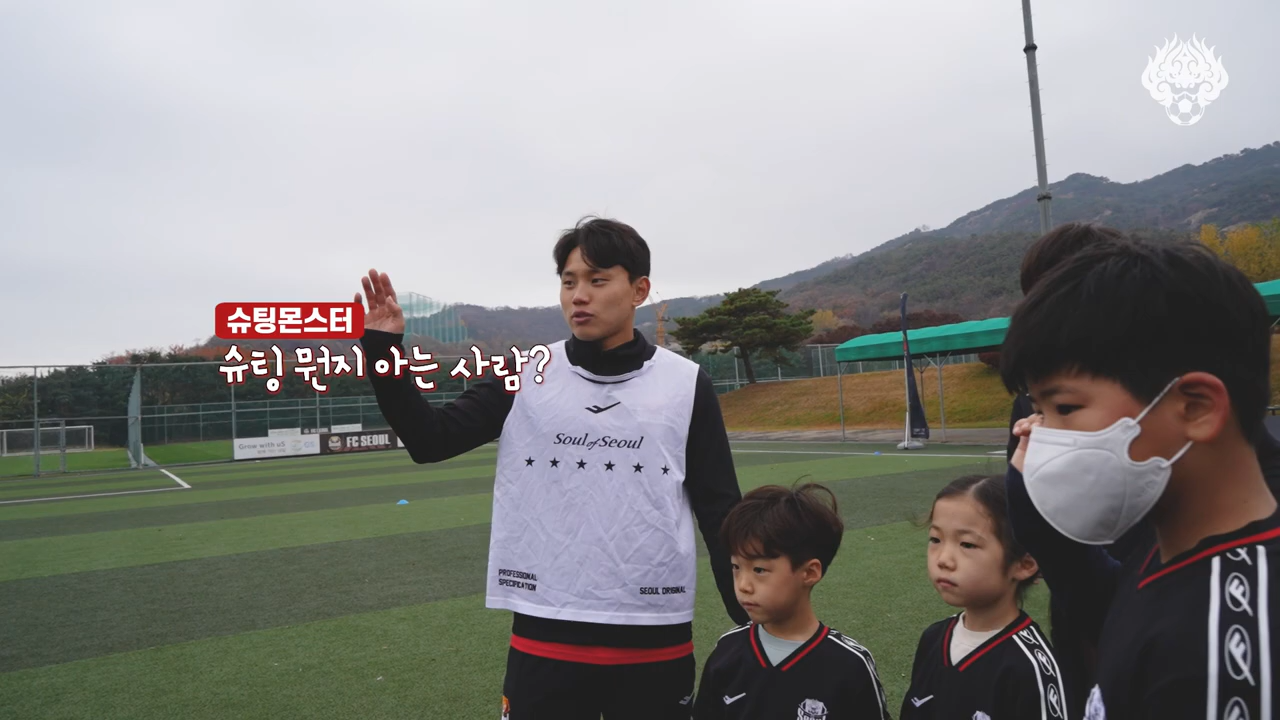 슈팅몬스터
슈팅 뭔지 아는 사람?
Grow with uS
FC SEOUL
Soul of Seoul
PROFESSIONAL
SPECIFICATION
SEOUL ORIGINAL